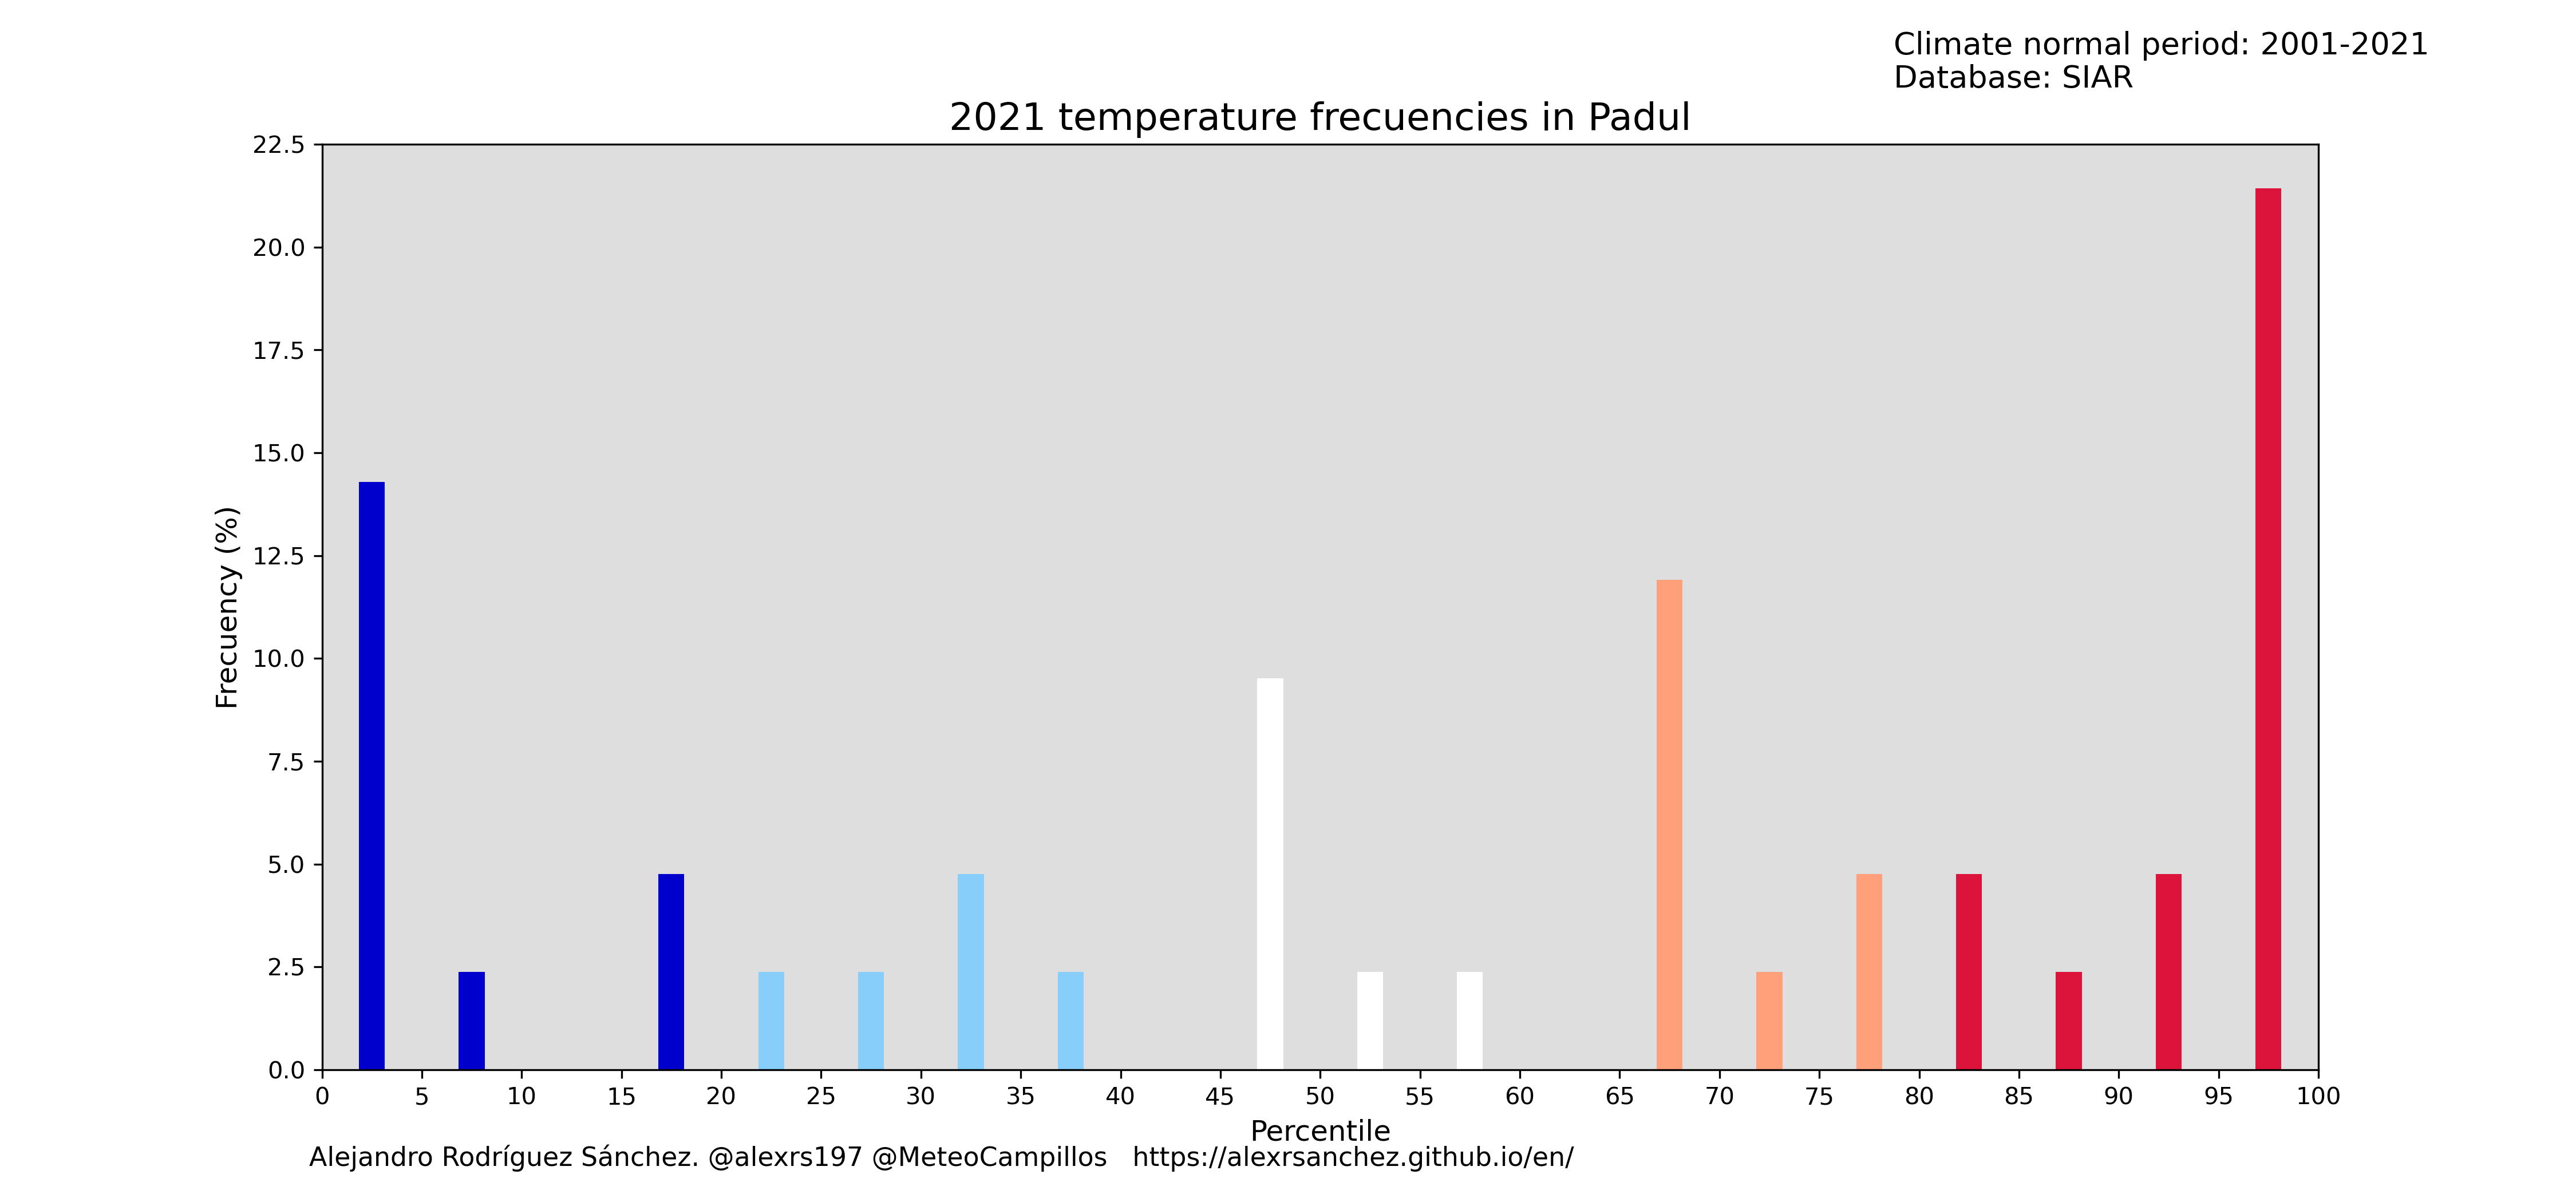 Climate normal period: 2001-2021
Database: SIAR
2021 temperature frecuencies in Padul
22.5
20.0
17.5
15.0
12.5
10.0
7.5
5.0
2.5
0.0
Frecuency (%)
0 5 10 15 20 25 30 35 40 45 50 55 60 65 70 75 80 85 90 95 100
Percentile
Alejandro Rodríguez Sánchez. @alexrs197 @MeteoCampillos https://alexrsanchez.github.io/en/